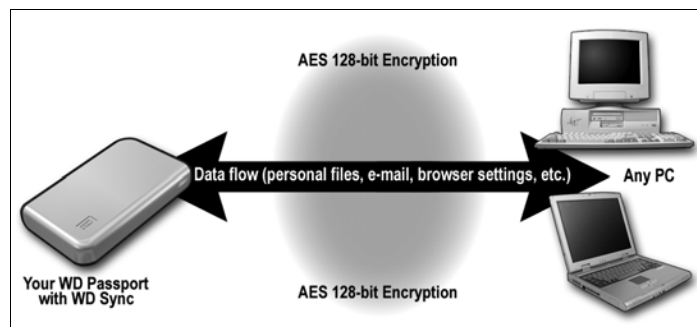 AES 128-bit Encryption
Data flow (personal files, e-mail, browser settings, etc.)
Any PC
Your WD Passport
with WD Sync
AES 128-bit Encryption